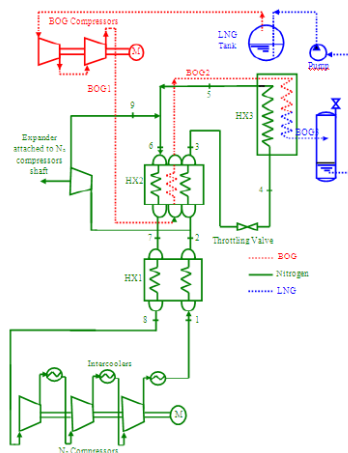 BOG Compressors
LNG
Tank
M
Pump
BOG1
BOG2
5
9
HX3
BOG3
Expander
attached to N₂
compressors
shaft
6
3
HX2
4
7
2
Throttling Valve
BOG
HX1
Nitrogen
LNG
8
1
Intercoolers
M
N₂ Compressors